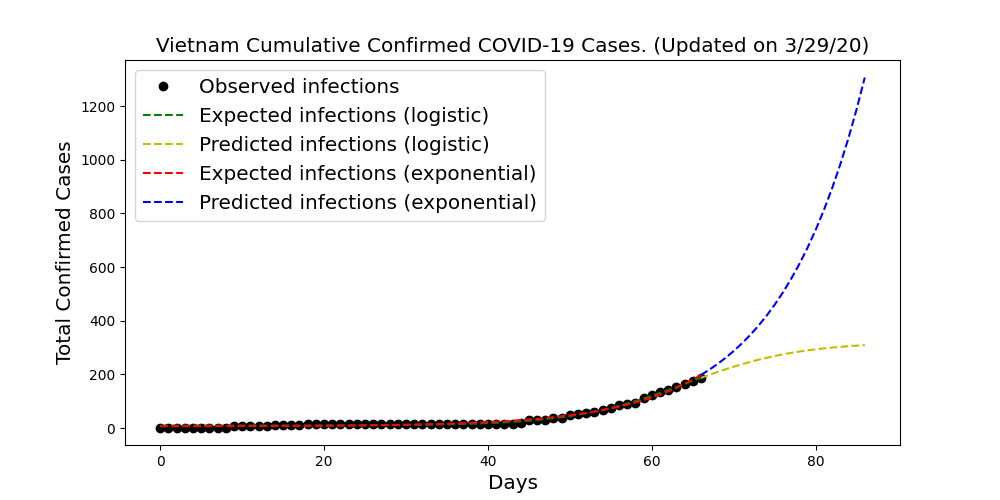 Vietnam Cumulative Confirmed COVID-19 Cases. (Updated on 3/29/20)
Observed infections
Expected infections (logistic)
Predicted infections (logistic)
Expected infections (exponential)
Predicted infections (exponential)
Total Confirmed Cases
1200
1000
800
600
400
200
0
0 20 40 60 80
Days